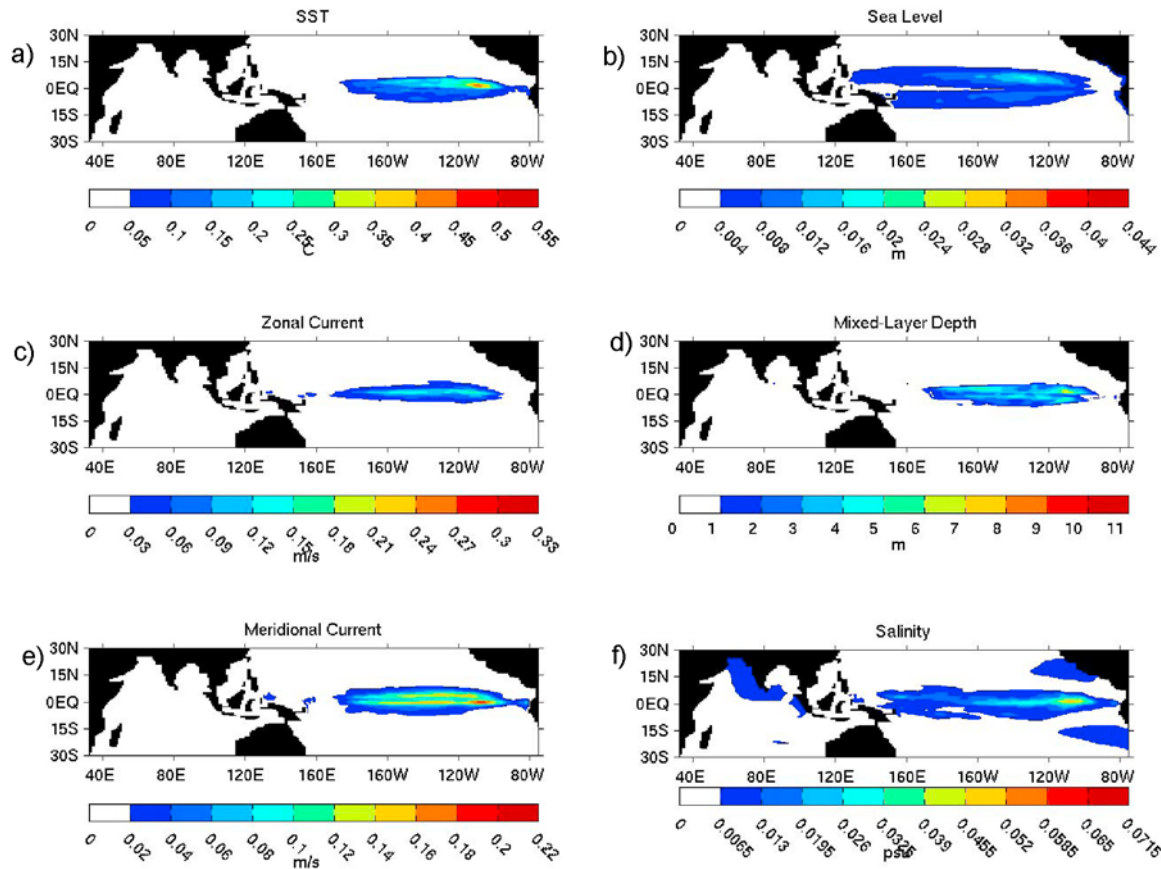 SST
a)
30N
15N
0EQ
15S
30S
40E 80E 120E 160E 160W 120W 80W
0 0.05 0.1 0.15 0.2 0.25 0.3 0.35 0.4 0.45 0.5 0.55
C
Sea Level
b)
30N
15N
0EQ
15S
30S
40E 80E 120E 160E 160W 120W 80W
0 0.004 0.008 0.012 0.016 0.02 0.024 0.028 0.032 0.036 0.04 0.044
m
Zonal Current
c)
30N
15N
0EQ
15S
30S
40E 80E 120E 160E 160W 120W 80W
0 0.03 0.06 0.09 0.12 0.15 0.18 0.21 0.24 0.27 0.3 0.33
m/s
Mixed-Layer Depth
d)
30N
15N
0EQ
15S
30S
40E 80E 120E 160E 160W 120W 80W
0 1 2 3 4 5 6 7 8 9 10 11
m
Meridional Current
e)
30N
15N
0EQ
15S
30S
40E 80E 120E 160E 160W 120W 80W
0 0.02 0.04 0.06 0.08 0.1 0.12 0.14 0.16 0.18 0.2 0.22
m/s
Salinity
f)
30N
15N
0EQ
15S
30S
40E 80E 120E 160E 160W 120W 80W
0 0.0065 0.013 0.0195 0.026 0.0325 0.039 0.0455 0.052 0.0585 0.065 0.0715
psu